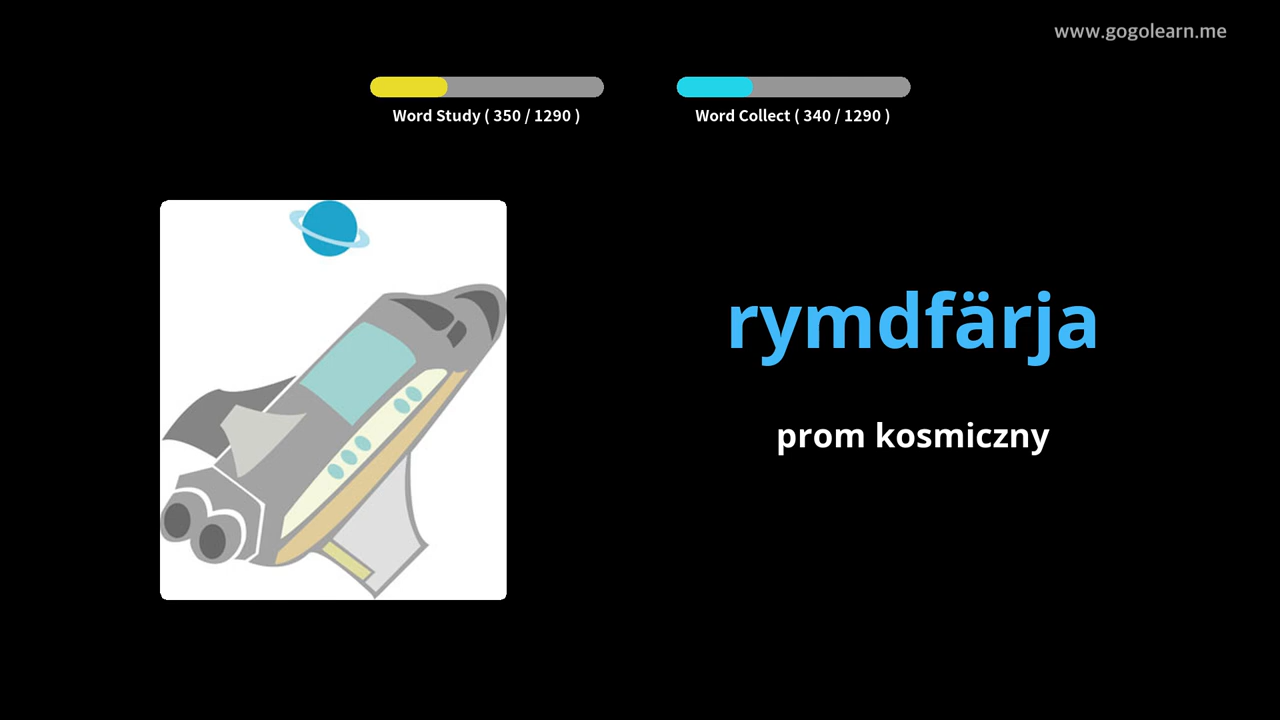 www.gogolearn.me
Word Study ( 350 / 1290 )
Word Collect ( 340 / 1290 )
rymdfärja
prom kosmiczny